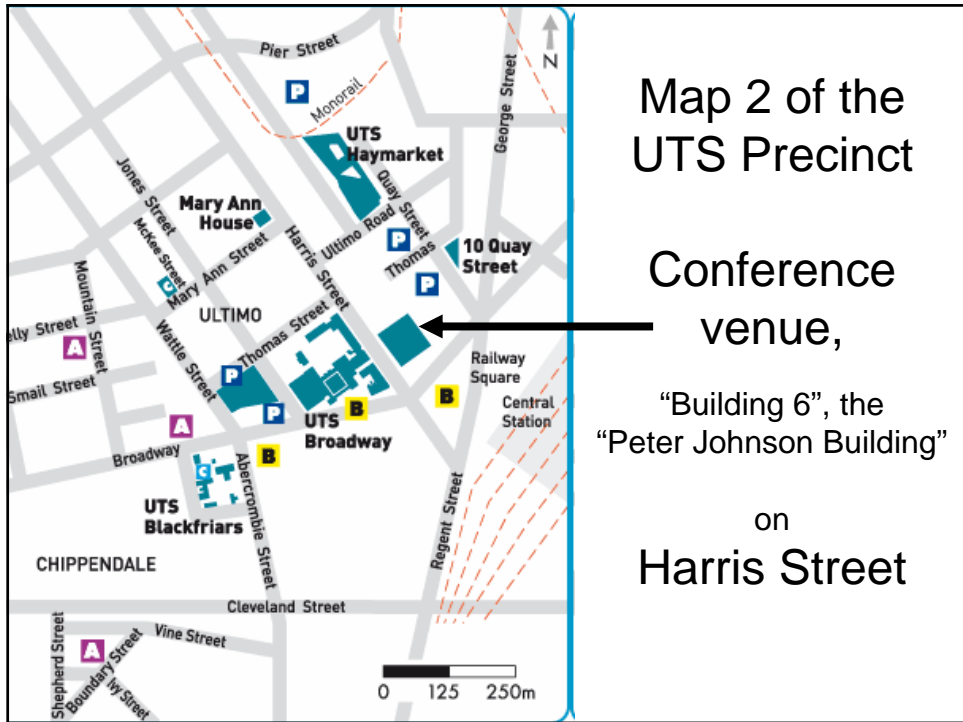 Pier Street
N
P
Monorail
George Street
UTS
Haymarket
Jones Street
Mary Ann
House
Quay Street
McKee Street
Ultimo Road
P
Thomas
10 Quay
Street
C
Mary Ann Street
Harris Street
P
Mountain Street
ULTIMO
elly Street
A
Wattle Street
Thomas Street
P
Railway
Square
Smail Street
B
B
Central
Station
A
P
UTS
Broadway
Broadway
B
C
Abercrombie Street
Regent Street
UTS
Blackfriars
CHIPPENDALE
Cleveland Street
Shepherd Street
A
Vine Street
Boundary Street
Ivy Street
0 125 250m
Map 2 of the
UTS Precinct
Conference
venue,
“Building 6”, the
“Peter Johnson Building”
on
Harris Street